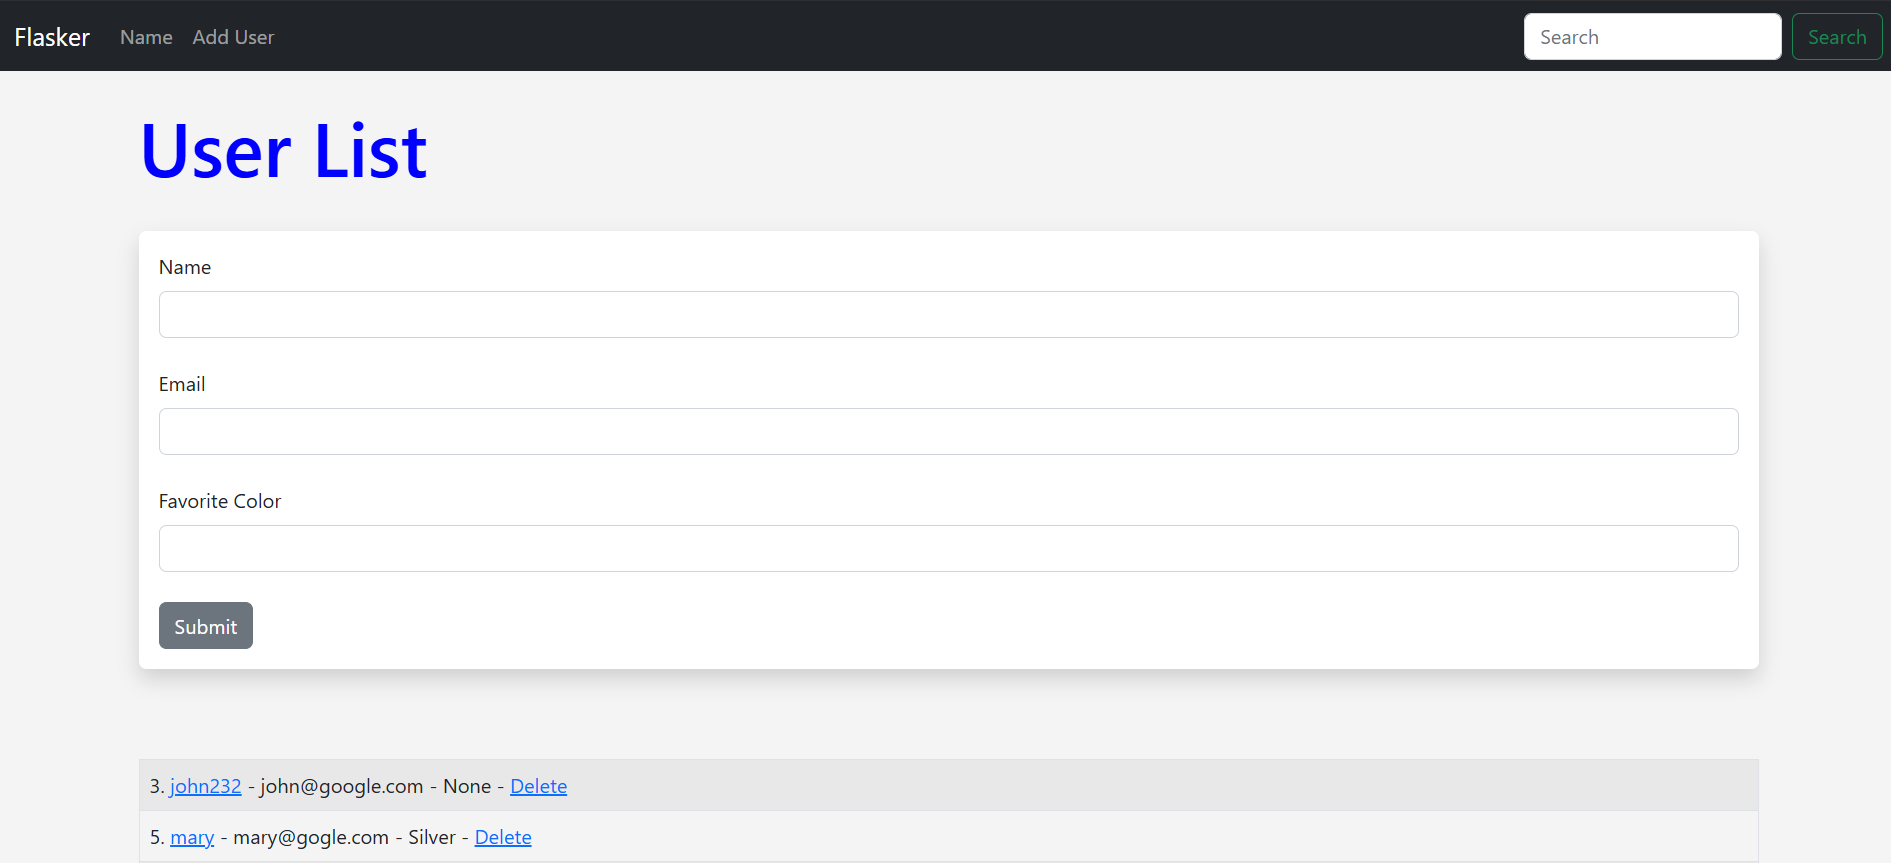 Flasker Name Add User Search Search
User List
Name
Email
Favorite Color
Submit
3. john232 - john@google.com - None - Delete
5. mary - mary@gogle.com - Silver - Delete